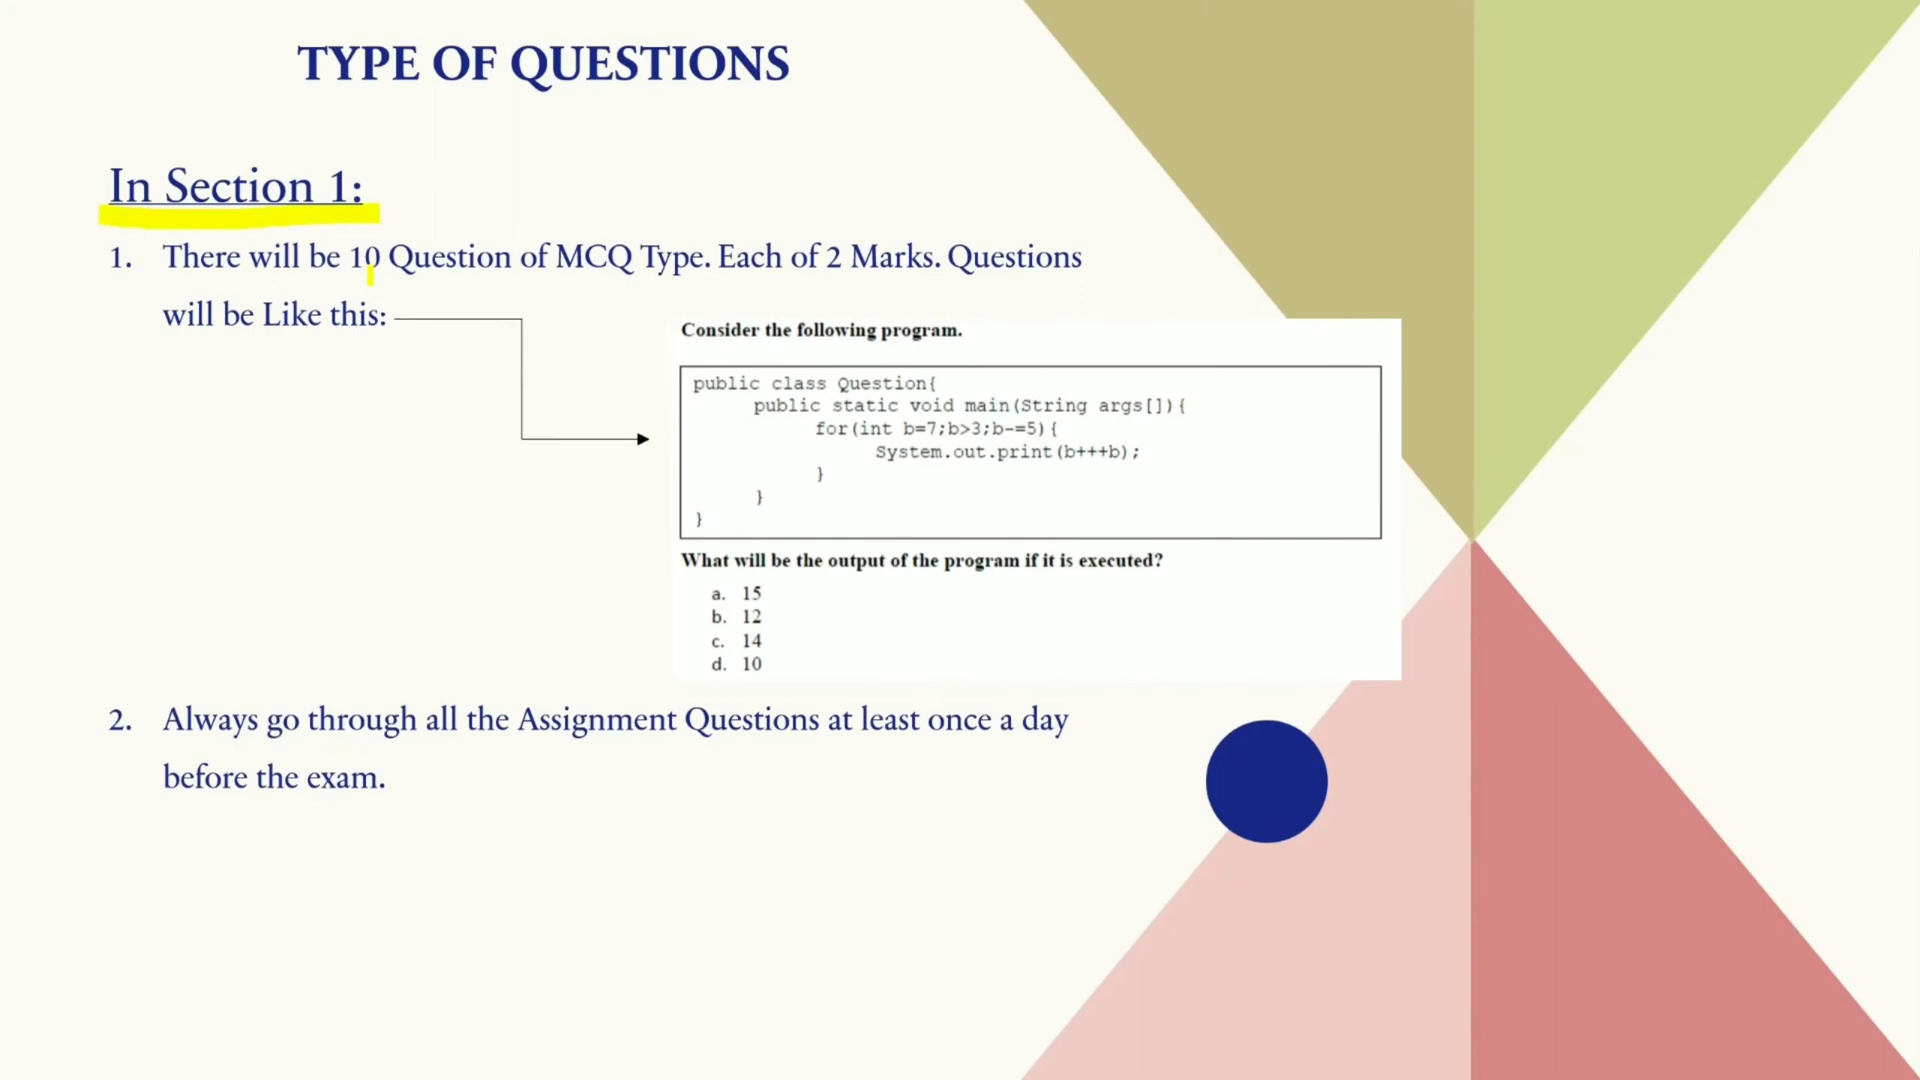 TYPE OF QUESTIONS
In Section 1:
1. There will be 10 Question of MCQ Type. Each of 2 Marks. Questions
will be Like this:
Consider the following program.
public class Question{
public static void main(String args[]){
for(int b=7;b>3;b-=5){
System.out.print(b+++b);
}
}
}
What will be the output of the program if it is executed?
a. 15
b. 12
c. 14
d. 10
2. Always go through all the Assignment Questions at least once a day
before the exam.